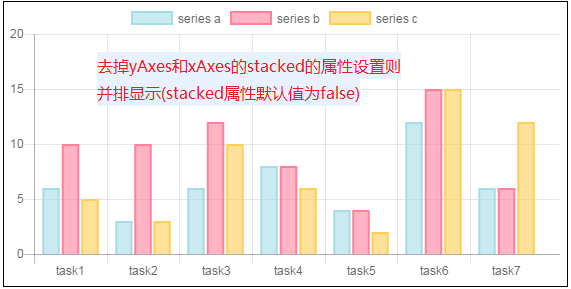 series a series b series c
20
去掉yAxes和xAxes的stacked的属性设置则
并排显示(stacked属性默认值为false)
15
10
5
0
task1 task2 task3 task4 task5 task6 task7